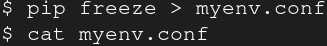 $ pip freeze > myenv.conf
$ cat myenv.conf